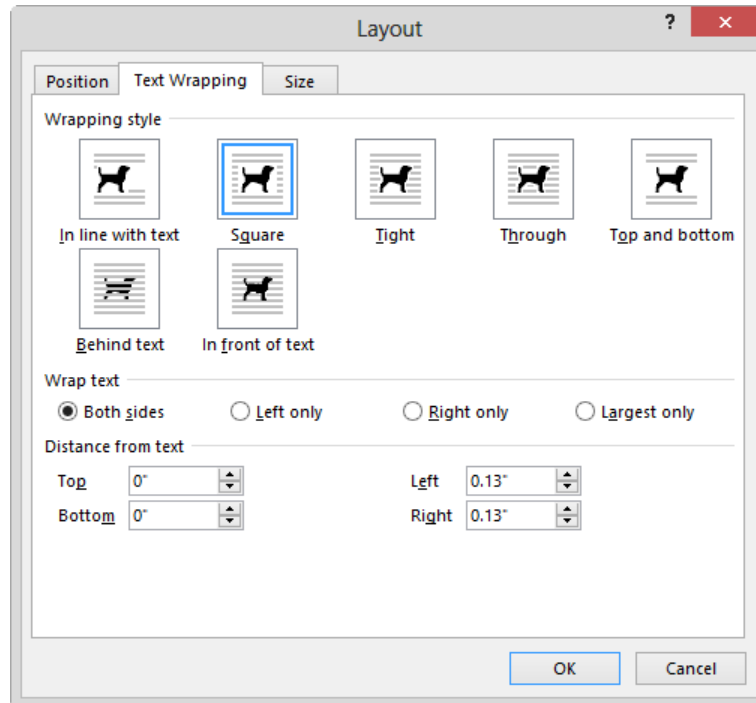 Layout ? ×
Position Text Wrapping Size
Wrapping style
In line with text Square Tight Through Top and bottom
Behind text In front of text
Wrap text
Both sides Left only Right only Largest only
Distance from text
Top 0" Left 0.13"
Bottom 0" Right 0.13"
OK Cancel